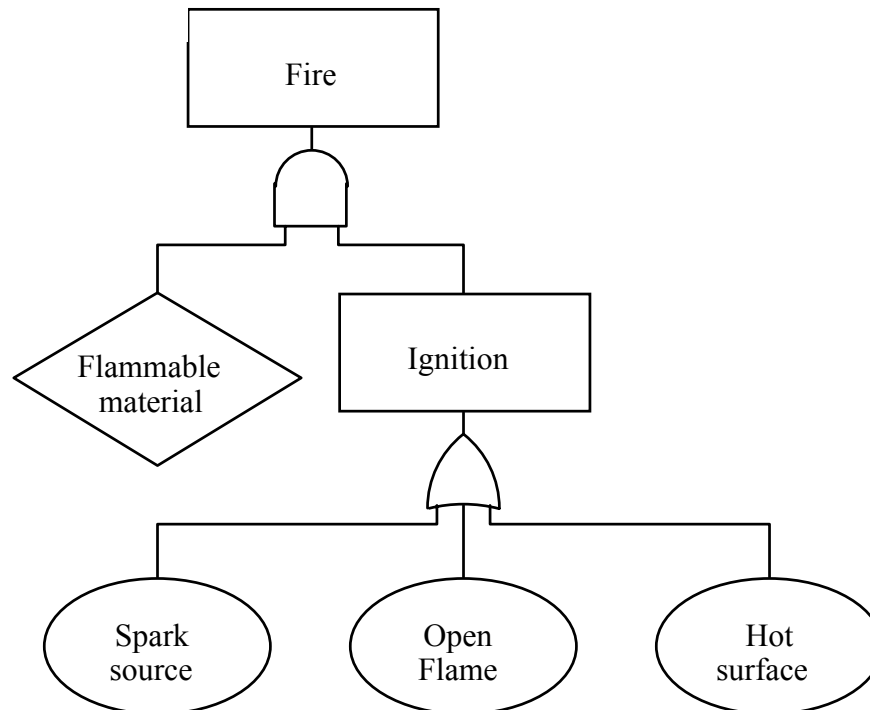 Fire
Flammable
material
Ignition
Spark
source
Open
Flame
Hot
surface